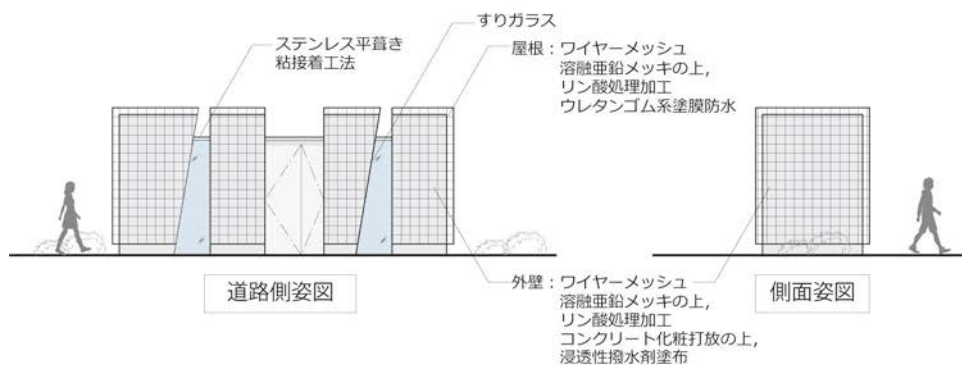 すりガラス
ステンレス平葺き
粘接着工法
屋根：ワイヤーメッシュ
溶融亜鉛メッキの上，
リン酸処理加工
ウレタンゴム系塗膜防水
外壁：ワイヤーメッシュ
溶融亜鉛メッキの上，
リン酸処理加工
コンクリート化粧打放の上，
浸透性撥水剤塗布
道路側姿図
側面姿図